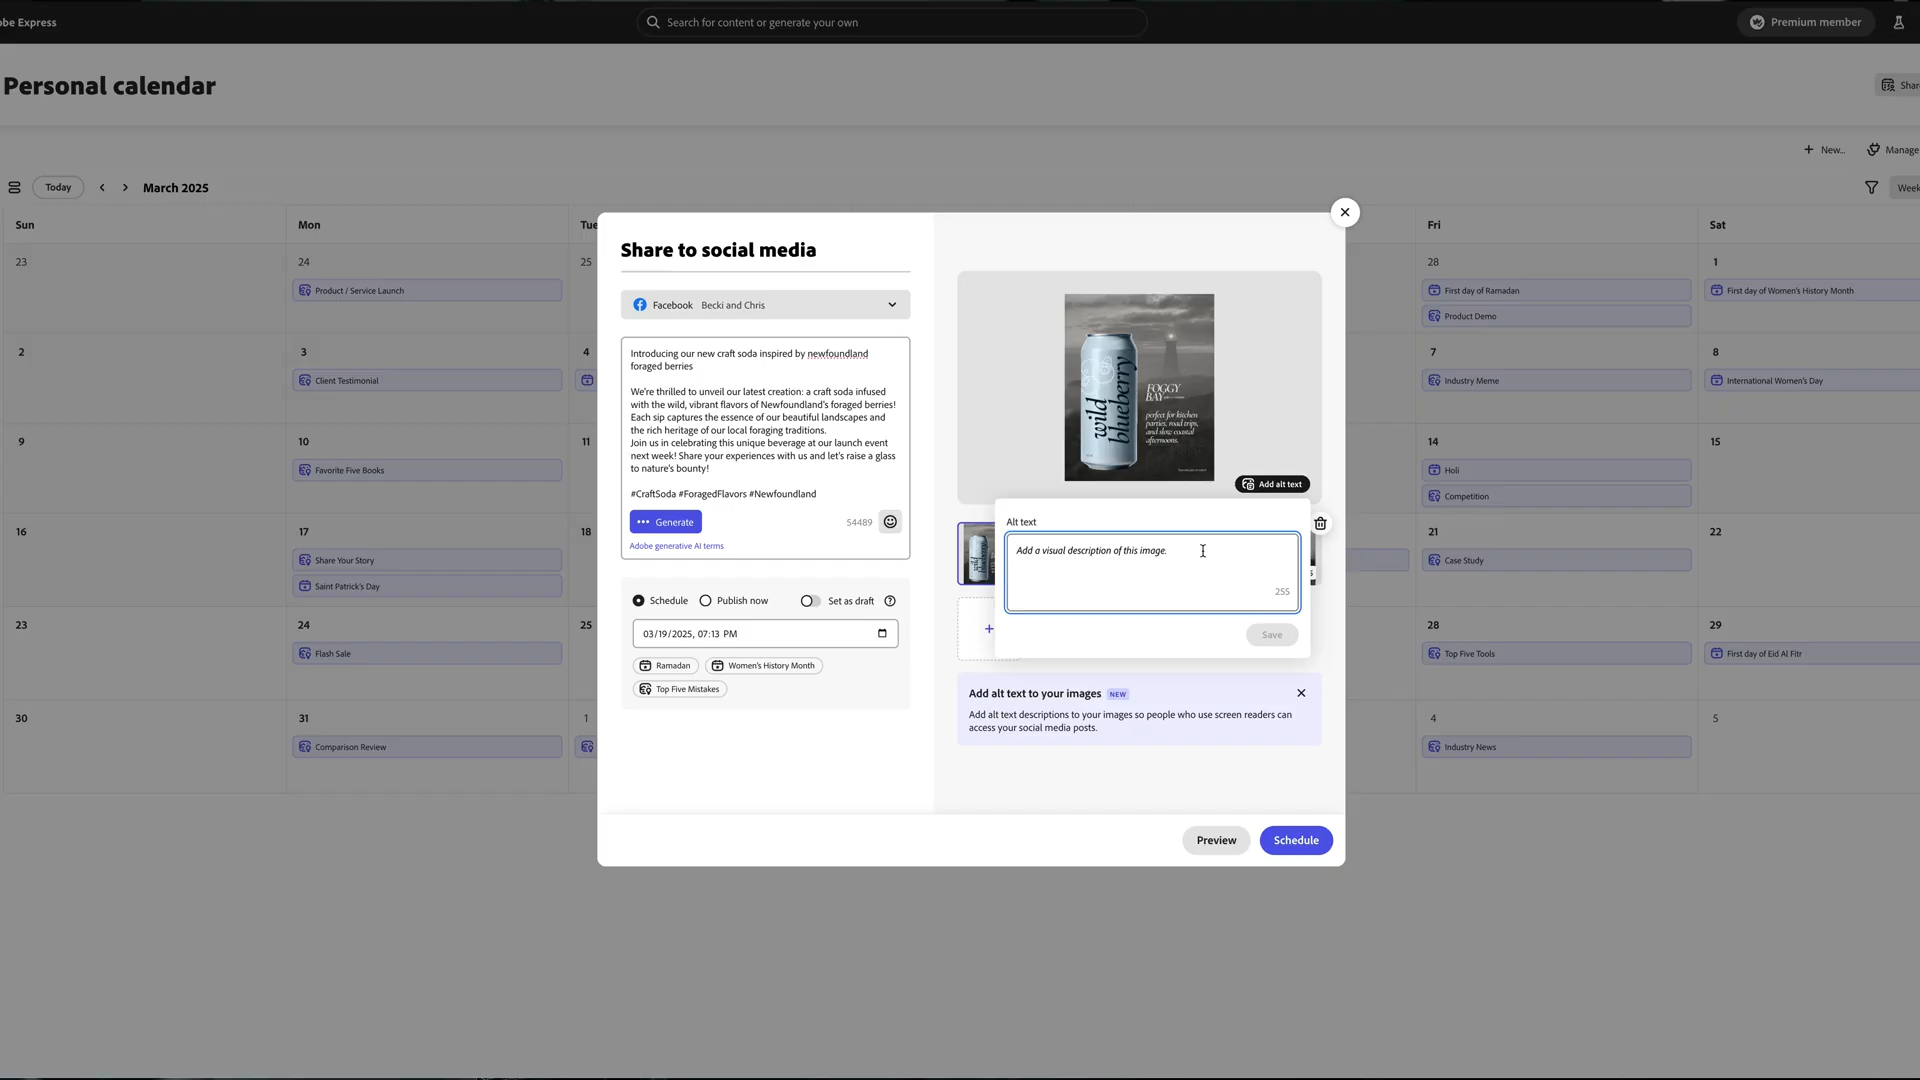 be Express
Search for content or generate your own
Premium member
Personal calendar
Shar
New...
Manage
Today
March 2025
Week
Sun
Mon
Tue
Fri
Sat
23
24
25
28
1
Product / Service Launch
First day of Ramadan
First day of Women's History Month
Product Demo
2
3
4
7
8
Client Testimonial
Industry Meme
International Women's Day
9
10
11
14
15
Favorite Five Books
Holi
Competition
16
17
18
21
22
Share Your Story
Case Study
Saint Patrick's Day
23
24
25
28
29
Flash Sale
Top Five Tools
First day of Eid Al Fitr
30
31
1
4
5
Comparison Review
Industry News
Share to social media
Facebook Becki and Chris
Introducing our new craft soda inspired by newfoundland
foraged berries
We're thrilled to unveil our latest creation: a craft soda infused
with the wild, vibrant flavors of Newfoundland's foraged berries!
Each sip captures the essence of our beautiful landscapes and
the rich heritage of our local foraging traditions.
Join us in celebrating this unique beverage at our launch event
next week! Share your experiences with us and let's raise a glass
to nature's bounty!
#CraftSoda #ForagedFlavors #Newfoundland
Generate
54489
Adobe generative AI terms
Schedule
Publish now
Set as draft
03/19/2025, 07:13 PM
Ramadan
Women's History Month
Top Five Mistakes
wild
blueberry
FOGGY
BAY
perfect for kitchen
parties, road trips,
and slow coastal
afternoons.
Add alt text
Alt text
Add a visual description of this image.
255
Save
Add alt text to your images NEW
Add alt text descriptions to your images so people who use screen readers can
access your social media posts.
Preview
Schedule